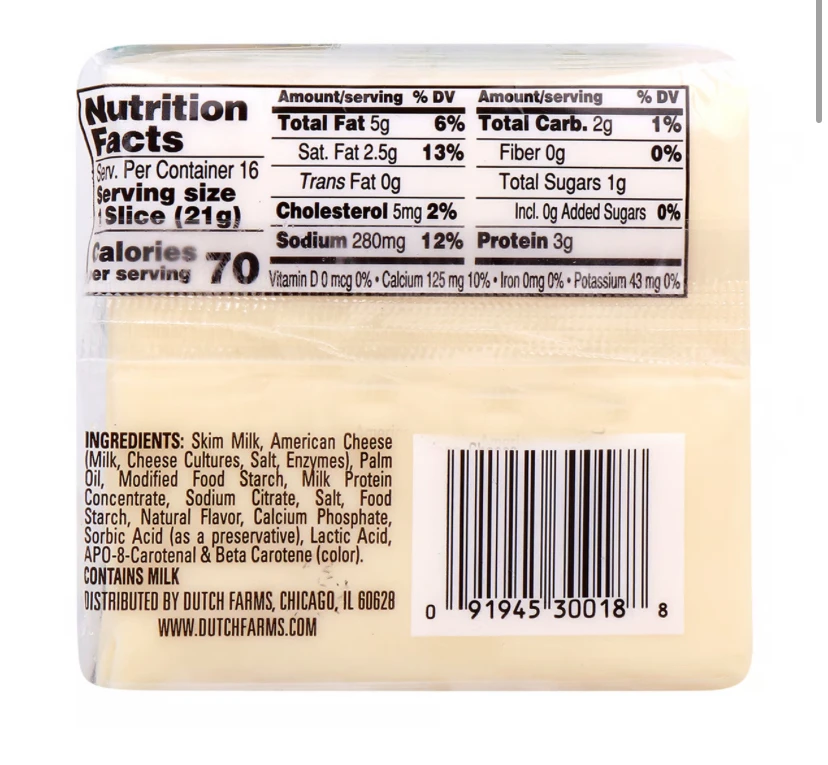 Nutrition
Facts
Serv. Per Container 16
Serving size
1 Slice (21g)
Calories
per serving 70
Amount/serving % DV
Total Fat 5g 6%
Sat. Fat 2.5g 13%
Trans Fat 0g
Cholesterol 5mg 2%
Sodium 280mg 12%
Amount/serving % DV
Total Carb. 2g 1%
Fiber 0g 0%
Total Sugars 1g
Incl. 0g Added Sugars 0%
Protein 3g
Vitamin D 0 mcg 0% • Calcium 125 mg 10% • Iron 0mg 0% • Potassium 43 mg 0%
INGREDIENTS: Skim Milk, American Cheese
(Milk, Cheese Cultures, Salt, Enzymes), Palm
Oil, Modified Food Starch, Milk Protein
Concentrate, Sodium Citrate, Salt, Food
Starch, Natural Flavor, Calcium Phosphate,
Sorbic Acid (as a preservative), Lactic Acid,
APO-8-Carotenal & Beta Carotene (color).
CONTAINS MILK
DISTRIBUTED BY DUTCH FARMS, CHICAGO, IL 60628
WWW.DUTCHFARMS.COM
0 91945 30018 8